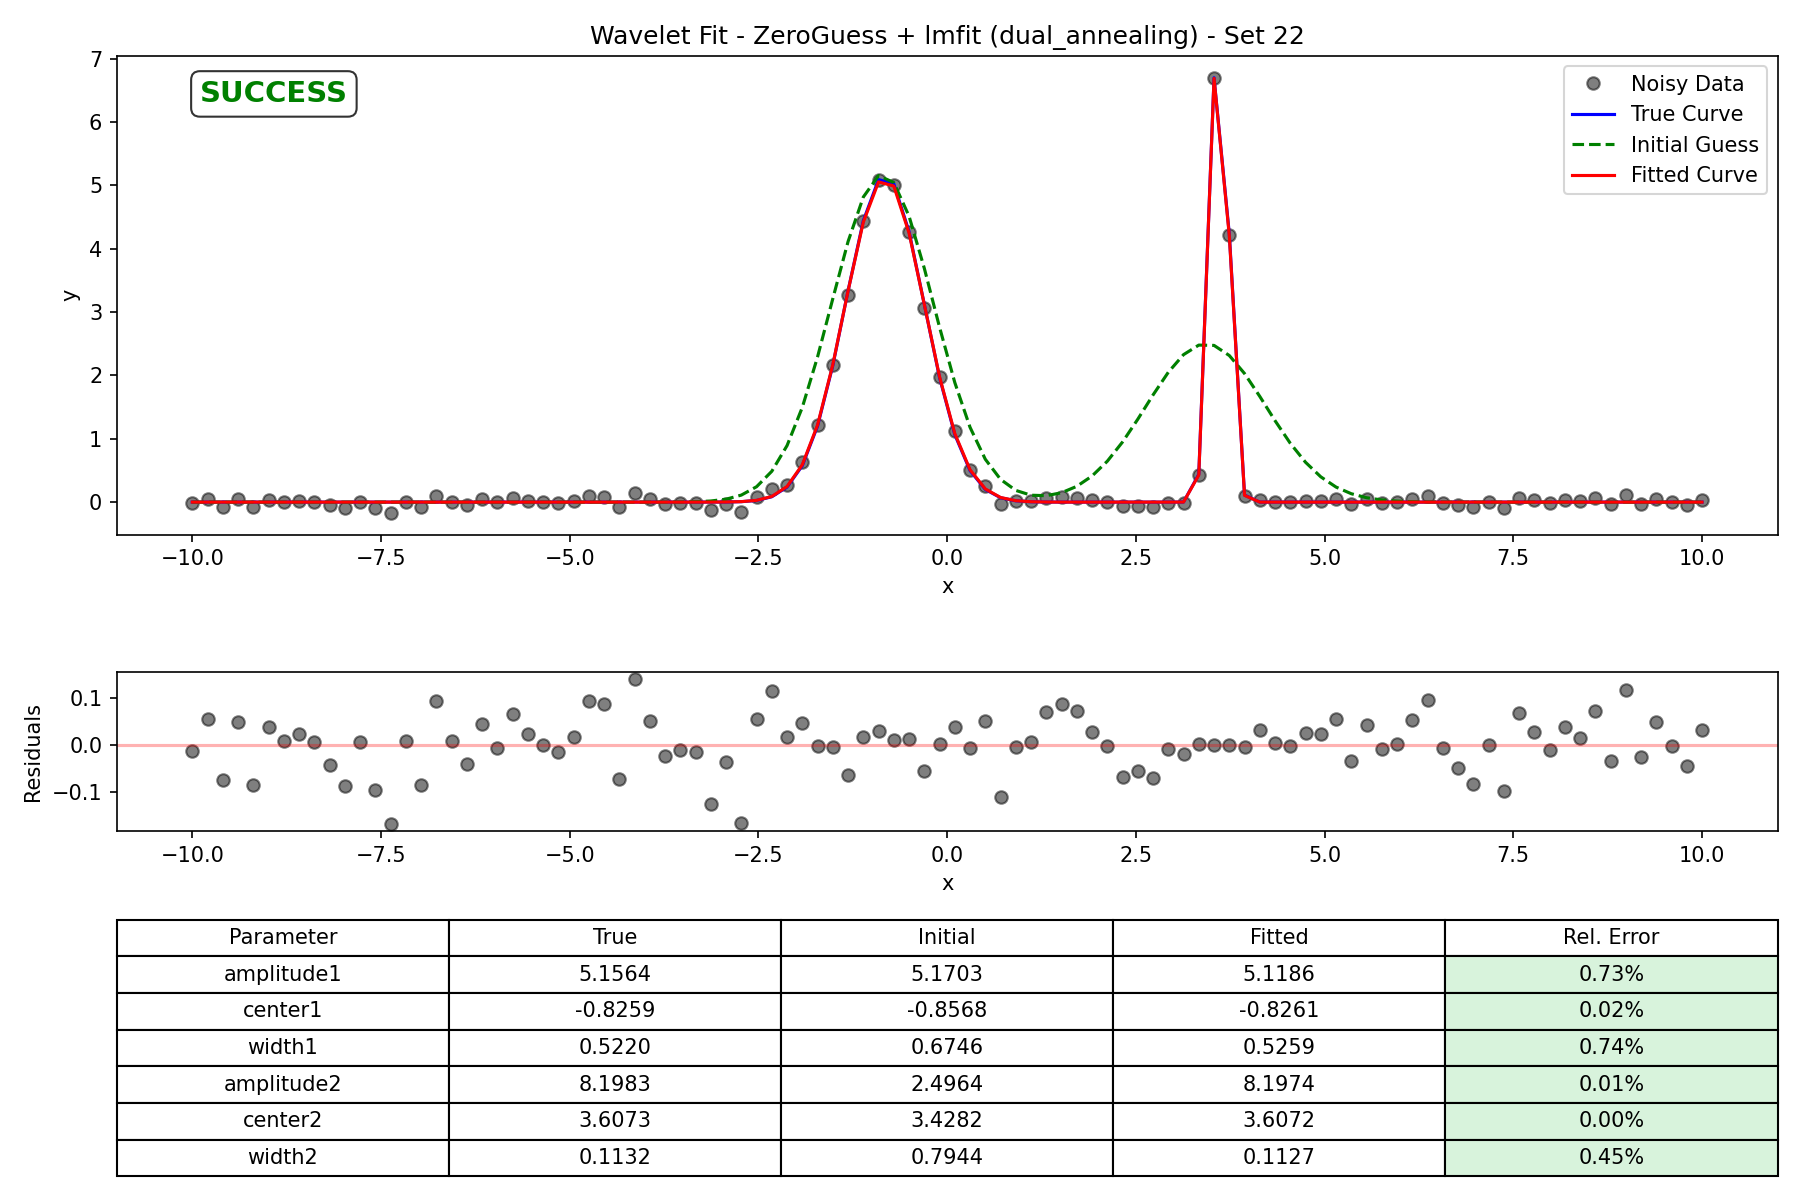 Wavelet Fit - ZeroGuess + lmfit (dual_annealing) - Set 22
SUCCESS
Noisy Data
True Curve
Initial Guess
Fitted Curve
7
6
5
4
3
2
1
0
y
−10.0 −7.5 −5.0 −2.5 0.0 2.5 5.0 7.5 10.0
x
0.1
0.0
−0.1
Residuals
−10.0 −7.5 −5.0 −2.5 0.0 2.5 5.0 7.5 10.0
x
Parameter True Initial Fitted Rel. Error
amplitude1 5.1564 5.1703 5.1186 0.73%
center1 -0.8259 -0.8568 -0.8261 0.02%
width1 0.5220 0.6746 0.5259 0.74%
amplitude2 8.1983 2.4964 8.1974 0.01%
center2 3.6073 3.4282 3.6072 0.00%
width2 0.1132 0.7944 0.1127 0.45%